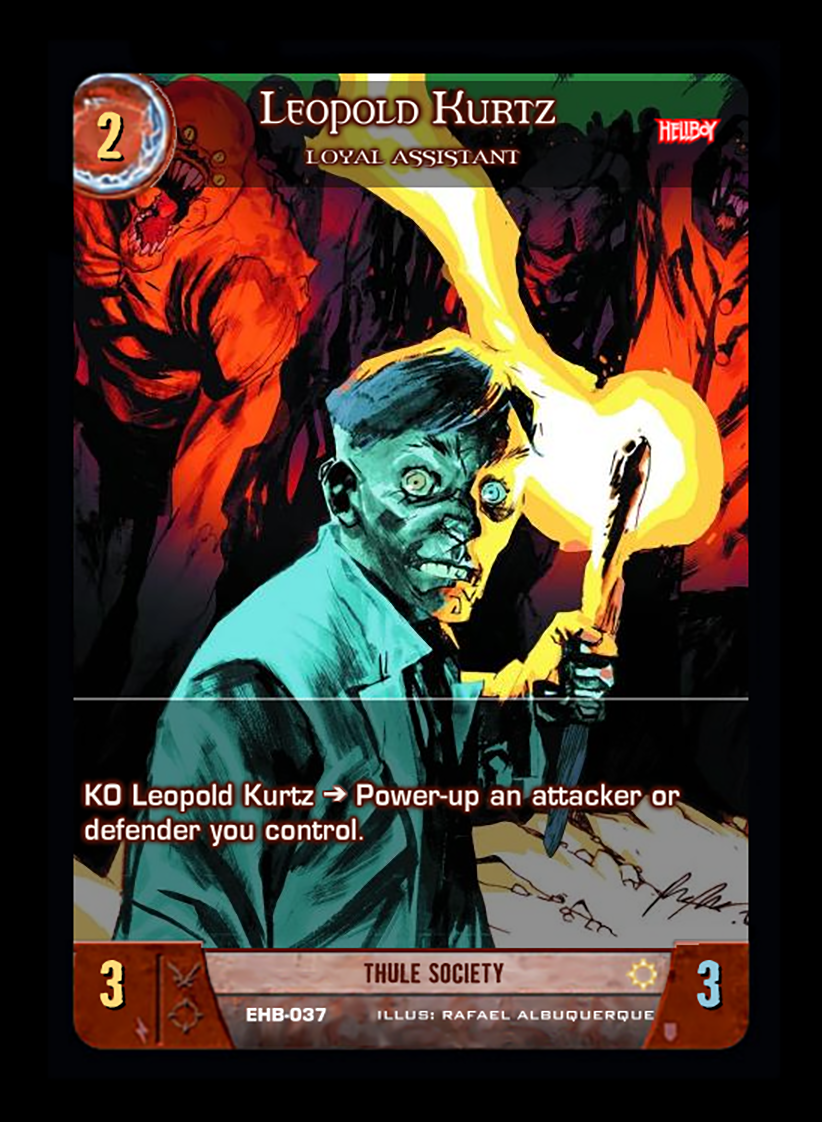 2
Leopold Kurtz
LOYAL ASSISTANT
HELLBOY
KO Leopold Kurtz → Power-up an attacker or
defender you control.
3
THULE SOCIETY
3
EHB-037
ILLUS: RAFAEL ALBUQUERQUE